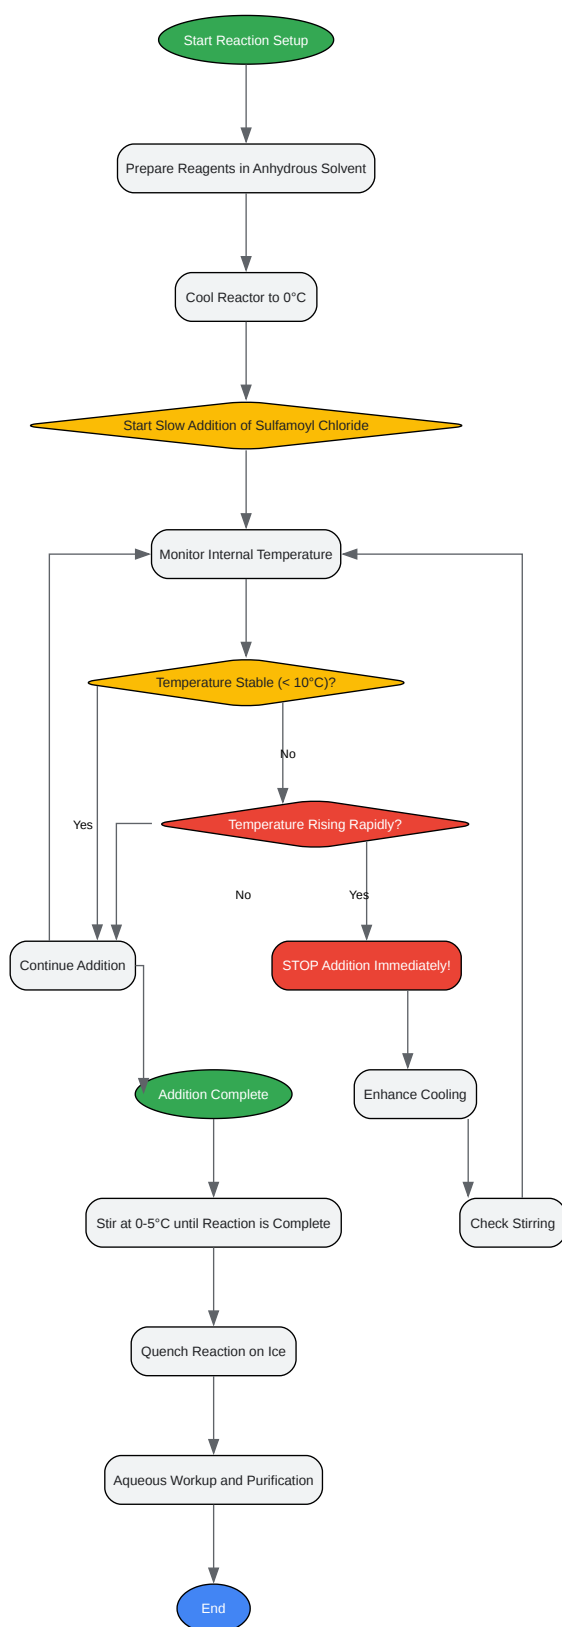 Start Reaction Setup
Prepare Reagents in Anhydrous Solvent
Cool Reactor to 0°C
Start Slow Addition of Sulfamoyl Chloride
Monitor Internal Temperature
Temperature Stable (< 10°C)?
No
Yes
Temperature Rising Rapidly?
No
Yes
Continue Addition
STOP Addition Immediately!
Addition Complete
Enhance Cooling
Stir at 0-5°C until Reaction is Complete
Check Stirring
Quench Reaction on Ice
Aqueous Workup and Purification
End